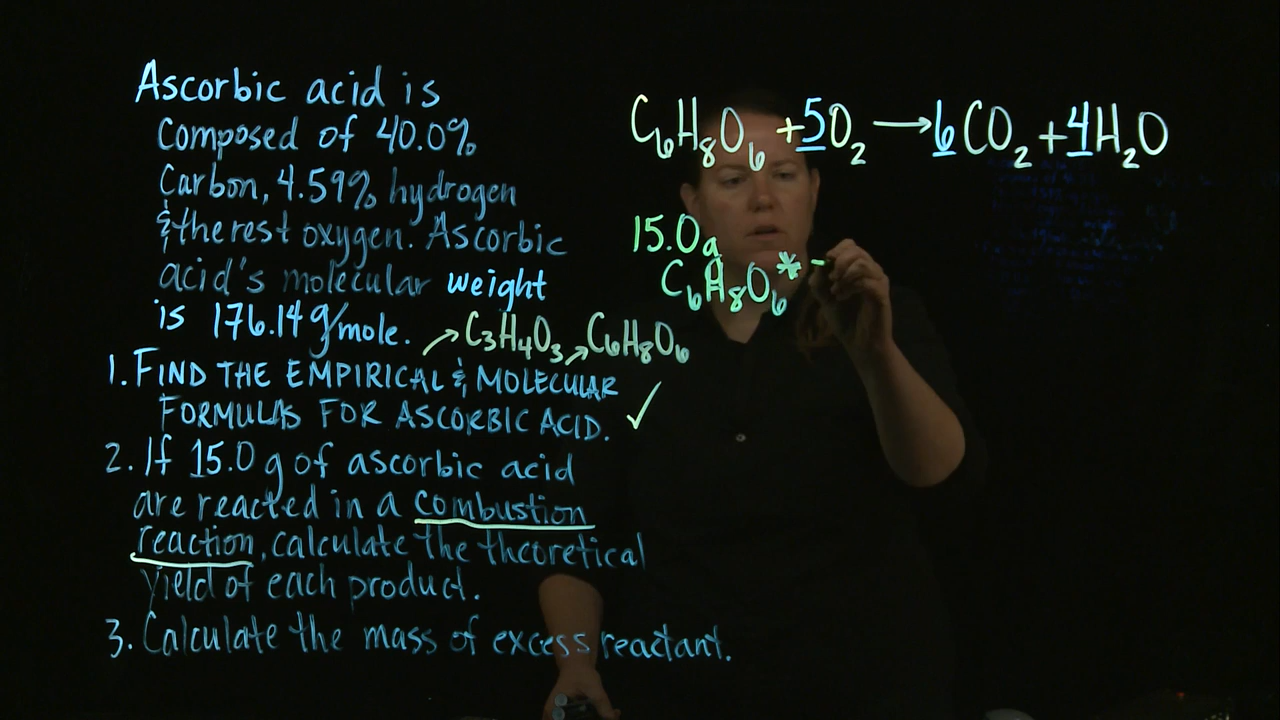 Ascorbic acid is
Composed of 40.0%
Carbon, 4.59% hydrogen
& the rest oxygen. Ascorbic
acid's molecular weight
is 176.14 g/mole.
→ C₃H₄O₃ → C₆H₈O₆
1. FIND THE EMPIRICAL & MOLECULAR
FORMULAS FOR ASCORBIC ACID. ✓
2. If 15.0 g of ascorbic acid
are reacted in a combustion
reaction, calculate the theoretical
yield of each product.
3. Calculate the mass of excess reactant.
C₆H₈O₆ + 5O₂ → 6CO₂ + 4H₂O
15.0g
C₆H₈O₆ * -